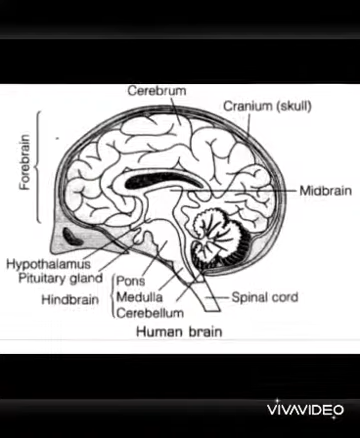 Cerebrum
Cranium (skull)
Forebrain
Midbrain
Hypothalamus
Pituitary gland
Hindbrain
Pons
Medulla
Cerebellum
Spinal cord
Human brain
VIVAVIDEO